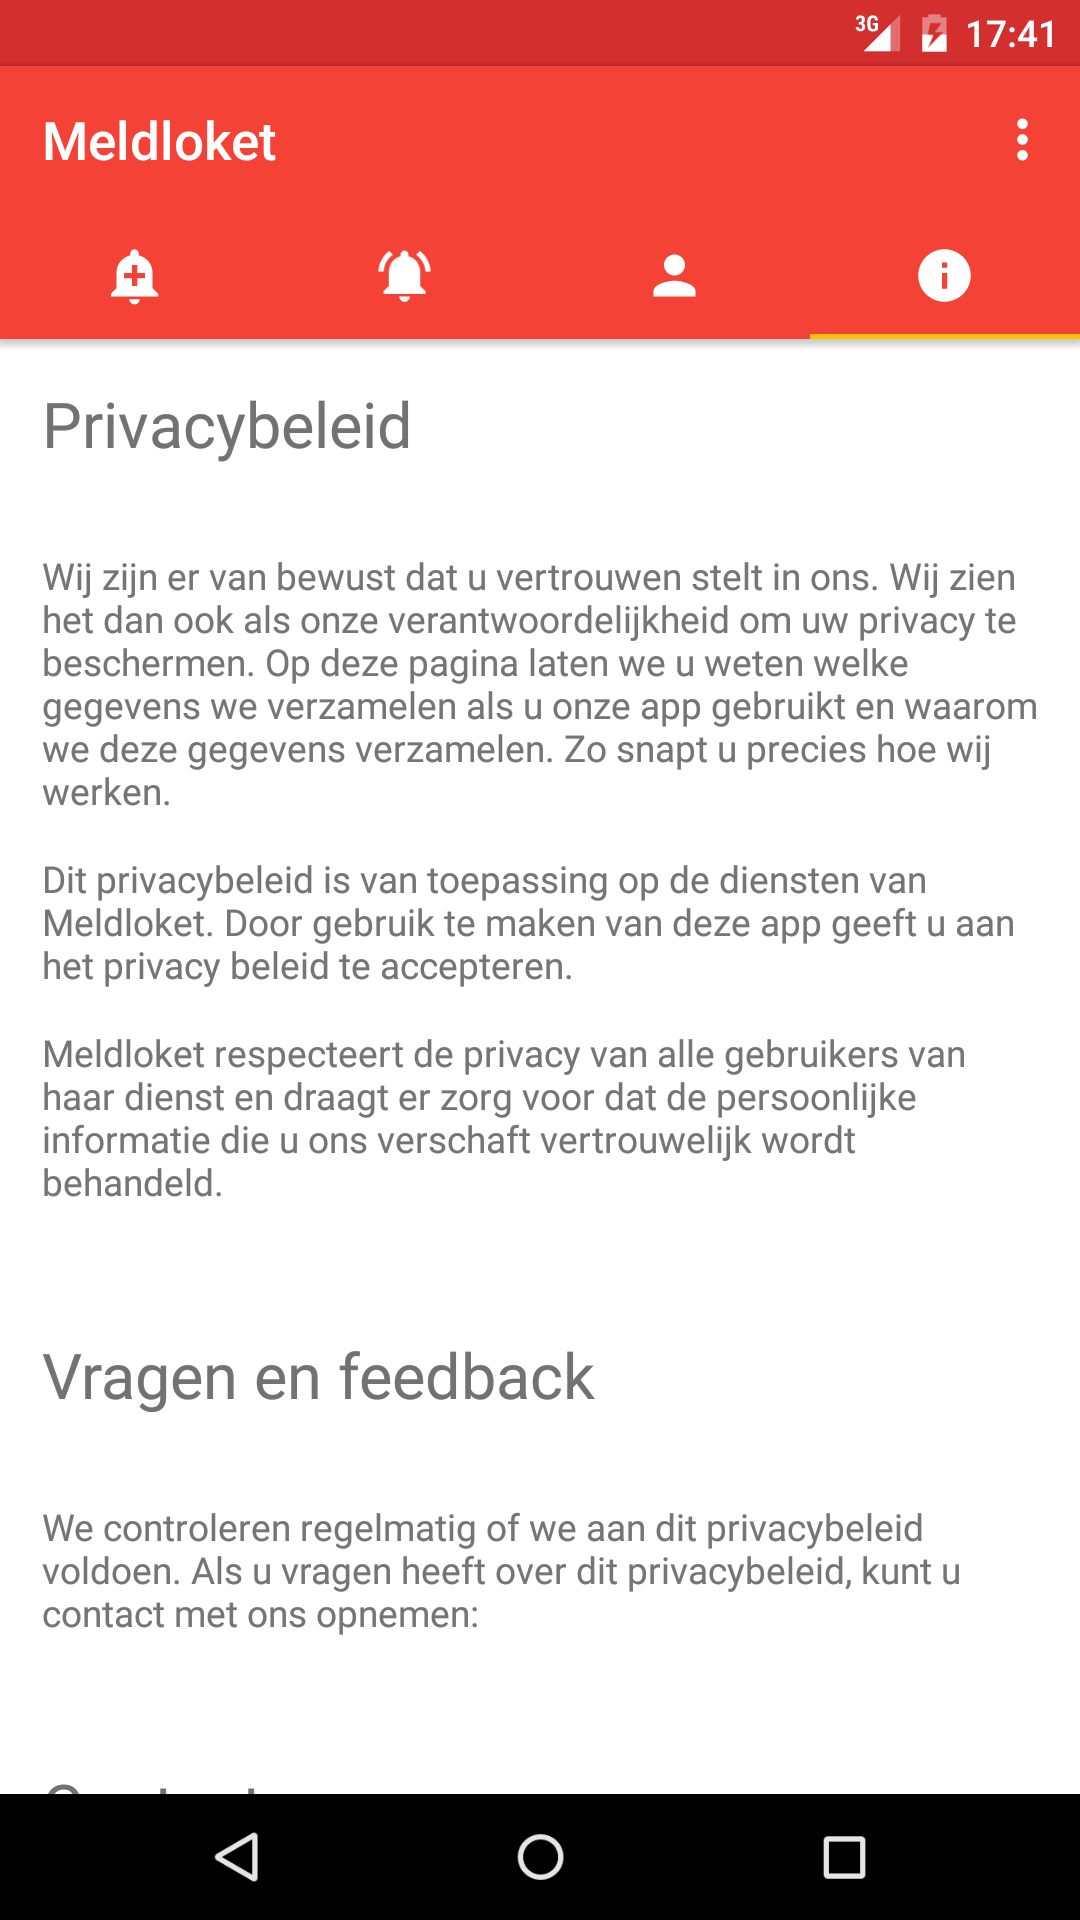 3G 17:41
Meldloket
Privacybeleid
Wij zijn er van bewust dat u vertrouwen stelt in ons. Wij zien
het dan ook als onze verantwoordelijkheid om uw privacy te
beschermen. Op deze pagina laten we u weten welke
gegevens we verzamelen als u onze app gebruikt en waarom
we deze gegevens verzamelen. Zo snapt u precies hoe wij
werken.
Dit privacybeleid is van toepassing op de diensten van
Meldloket. Door gebruik te maken van deze app geeft u aan
het privacy beleid te accepteren.
Meldloket respecteert de privacy van alle gebruikers van
haar dienst en draagt er zorg voor dat de persoonlijke
informatie die u ons verschaft vertrouwelijk wordt
behandeld.
Vragen en feedback
We controleren regelmatig of we aan dit privacybeleid
voldoen. Als u vragen heeft over dit privacybeleid, kunt u
contact met ons opnemen: